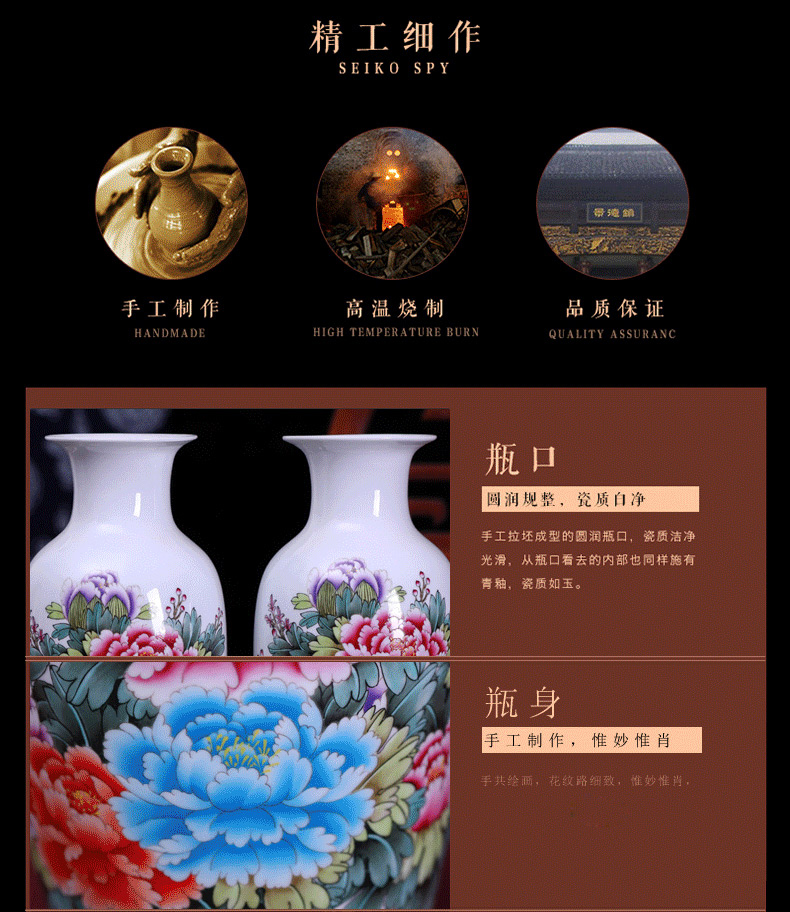 精工细作
SEIKO SPY
景德鎮
手工制作
HANDMADE
高温烧制
HIGH TEMPERATURE BURN
品质保证
QUALITY ASSURANC
瓶口
圆润规整，瓷质白净
手工拉坯成型的圆润瓶口，瓷质洁净
光滑，从瓶口看去的内部也同样施有
青釉，瓷质如玉。
瓶身
手工制作，惟妙惟肖
手共绘画，花纹路细致，惟妙惟肖。